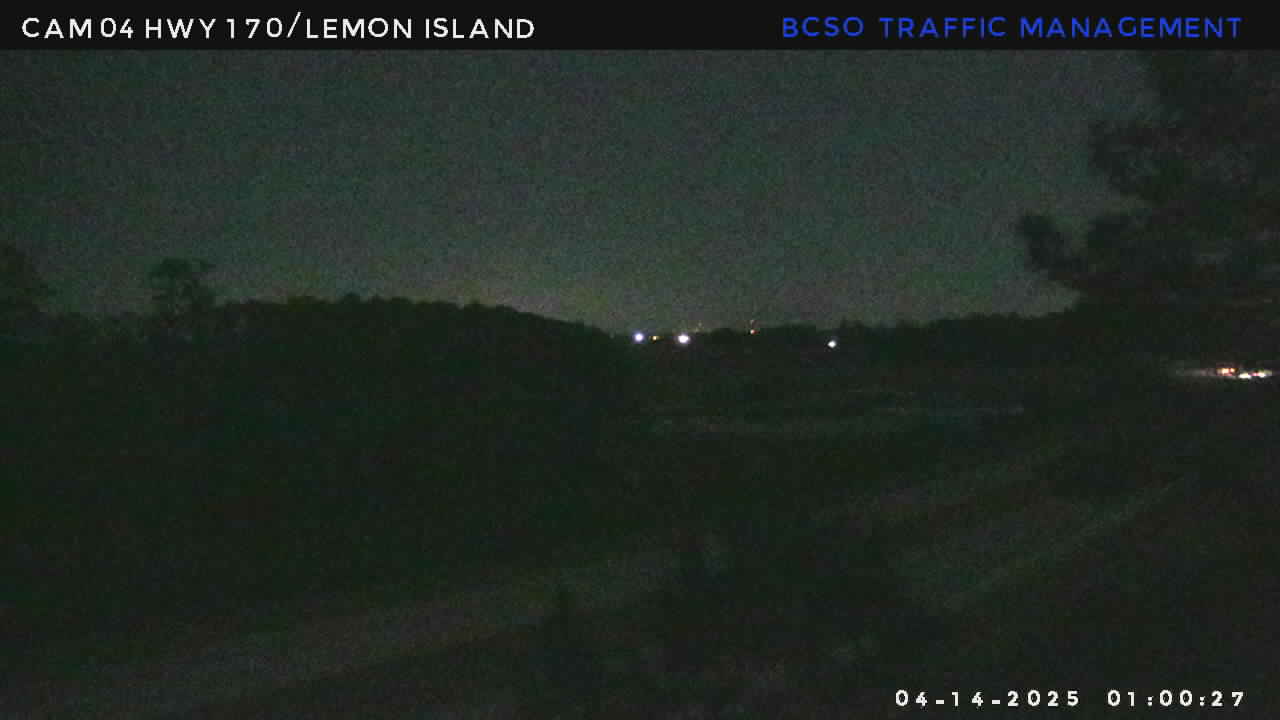 CAM04 HWY 170/LEMON ISLAND
BCSO TRAFFIC MANAGEMENT
04-14-2025 01:00:27